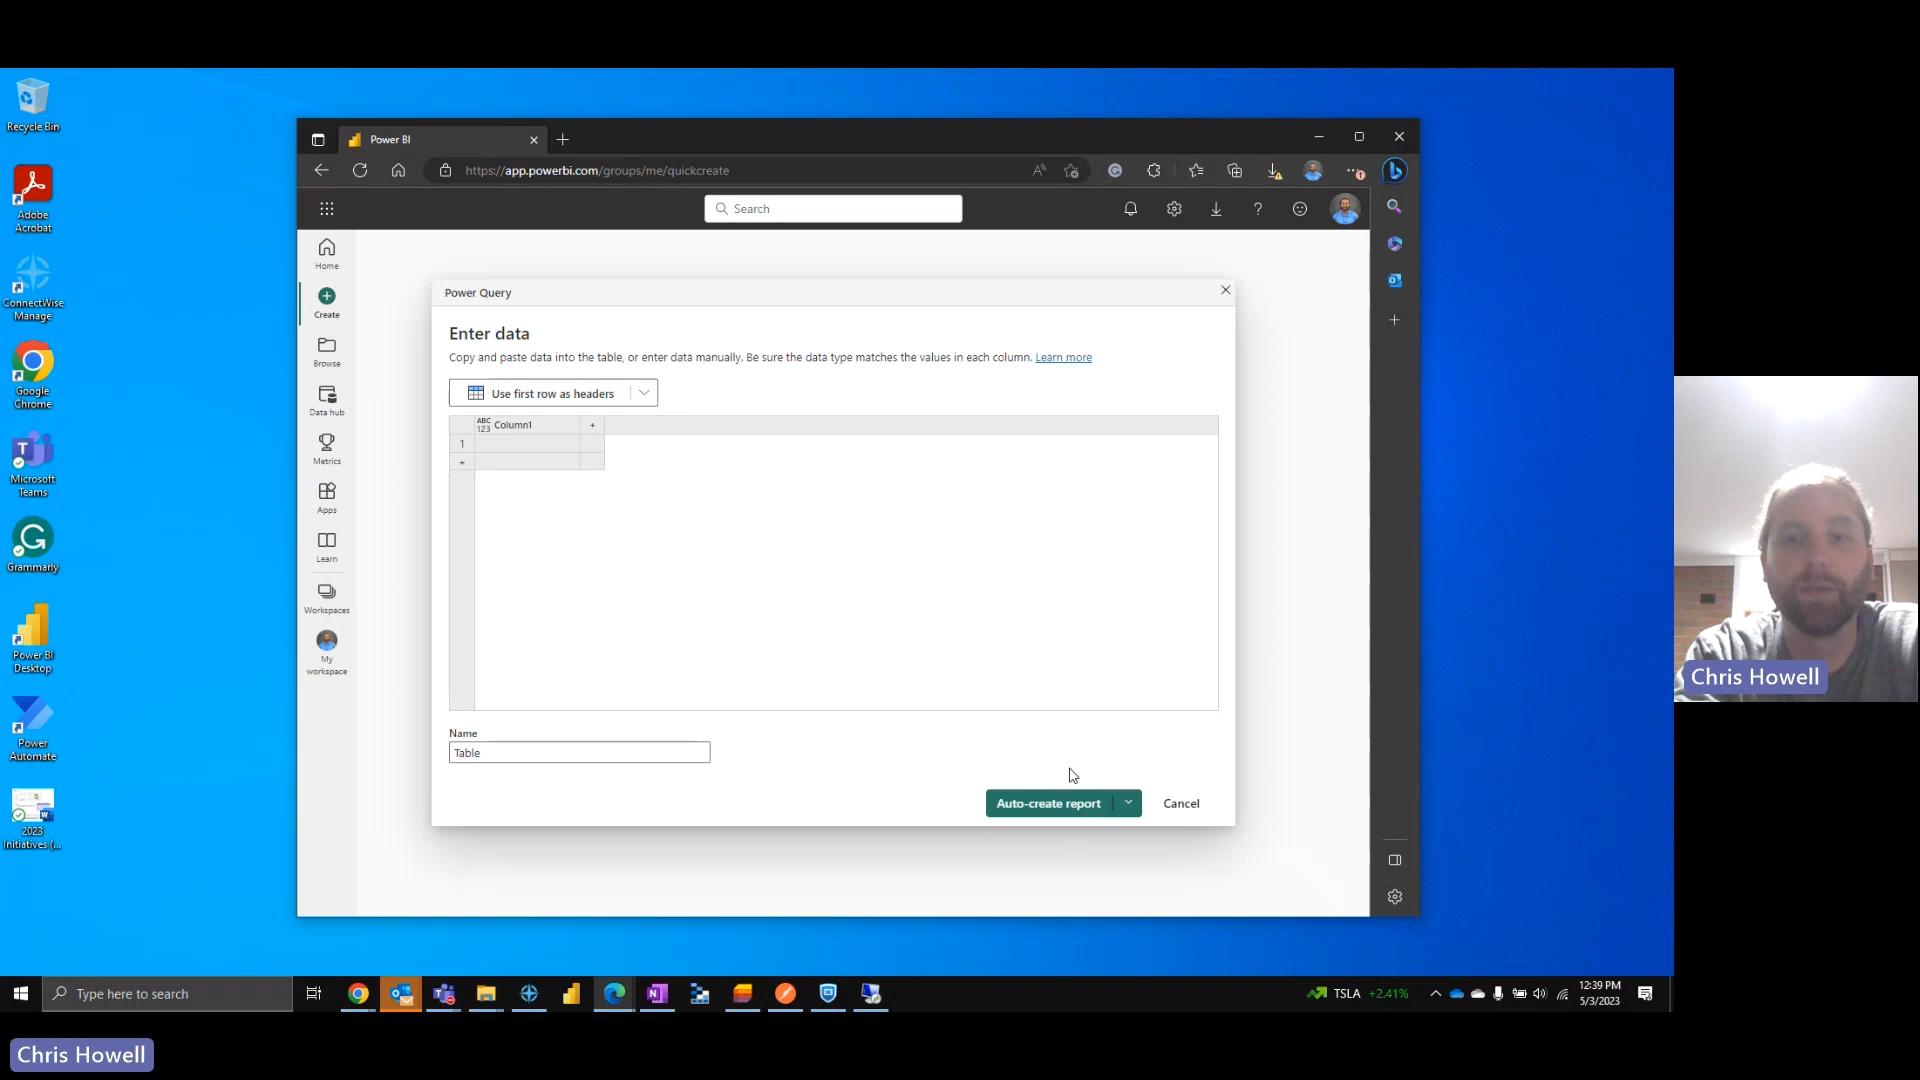 Recycle Bin
Adobe
Acrobat
ConnectWise
Manage
Google
Chrome
Microsoft
Teams
Grammarly
Power BI
Desktop
Power
Automate
2023
Initiatives (...
Power BI
https://app.powerbi.com/groups/me/quickcreate
Search
Home
Create
Browse
Data hub
Metrics
Apps
Learn
Workspaces
My
workspace
Power Query
Enter data
Copy and paste data into the table, or enter data manually. Be sure the data type matches the values in each column. Learn more
Use first row as headers
ABC
123 Column1 +
1
+
Name
Table
Auto-create report
Cancel
Chris Howell
Type here to search
TSLA +2.41%
12:39 PM
5/3/2023
Chris Howell